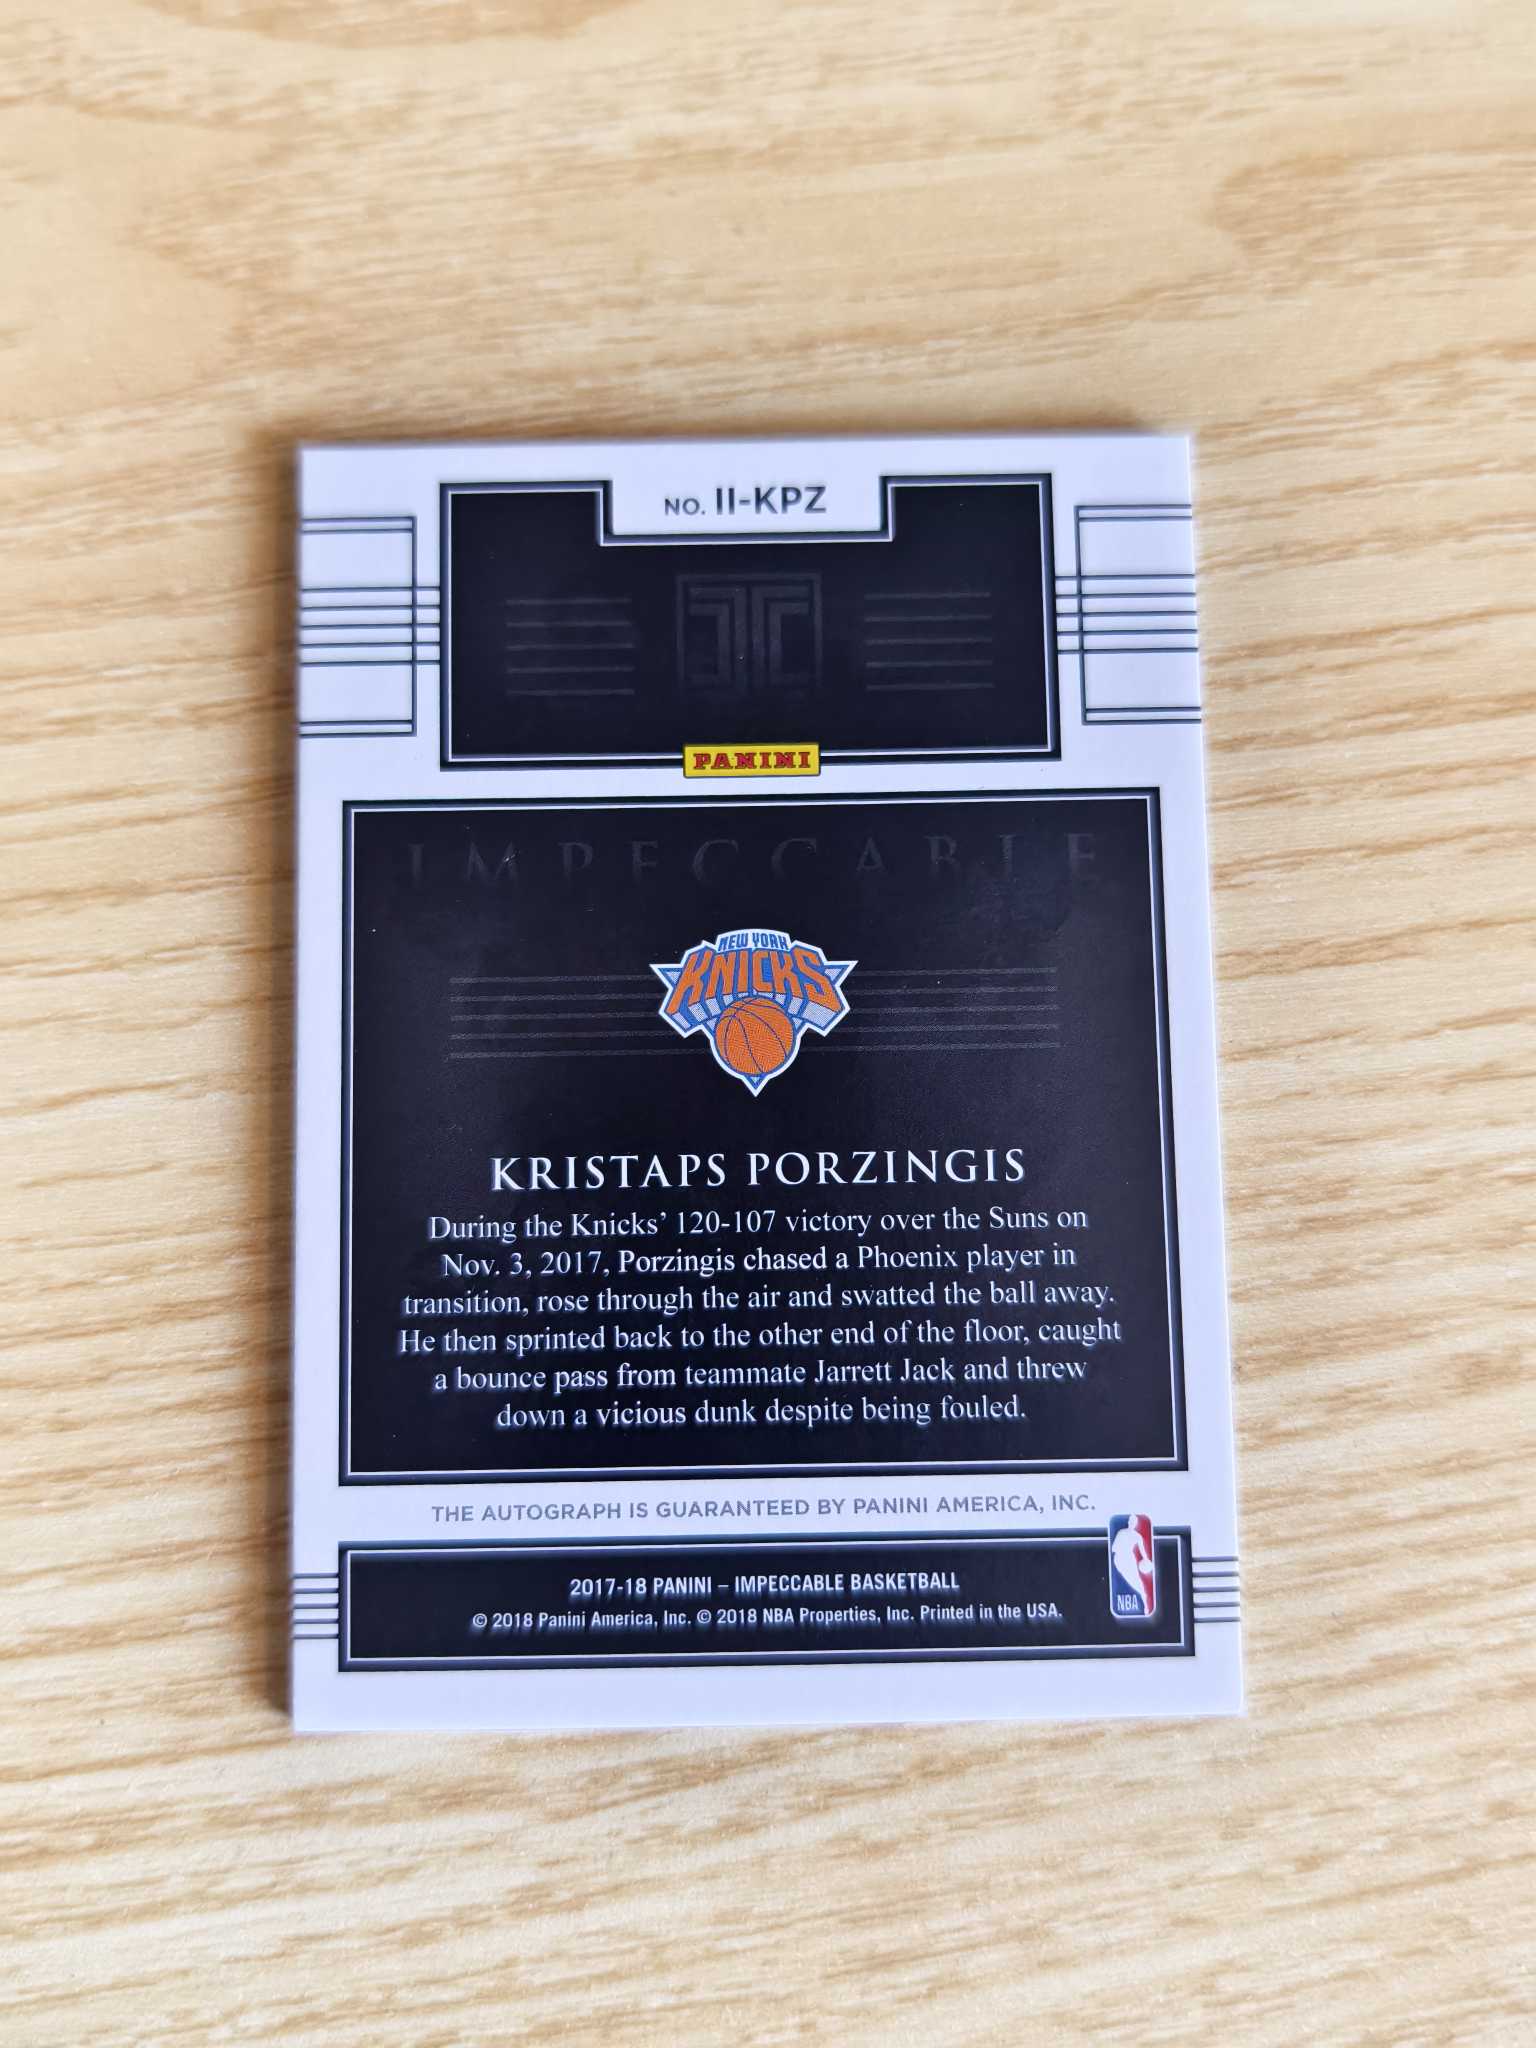 NO. II-KPZ
PANINI
IMPECCABLE
NEW YORK
KNICKS
KRISTAPS PORZINGIS
During the Knicks’ 120-107 victory over the Suns on
Nov. 3, 2017, Porzingis chased a Phoenix player in
transition, rose through the air and swatted the ball away.
He then sprinted back to the other end of the floor, caught
a bounce pass from teammate Jarrett Jack and threw
down a vicious dunk despite being fouled.
THE AUTOGRAPH IS GUARANTEED BY PANINI AMERICA, INC.
2017-18 PANINI – IMPECCABLE BASKETBALL
© 2018 Panini America, Inc. © 2018 NBA Properties, Inc. Printed in the USA.
NBA